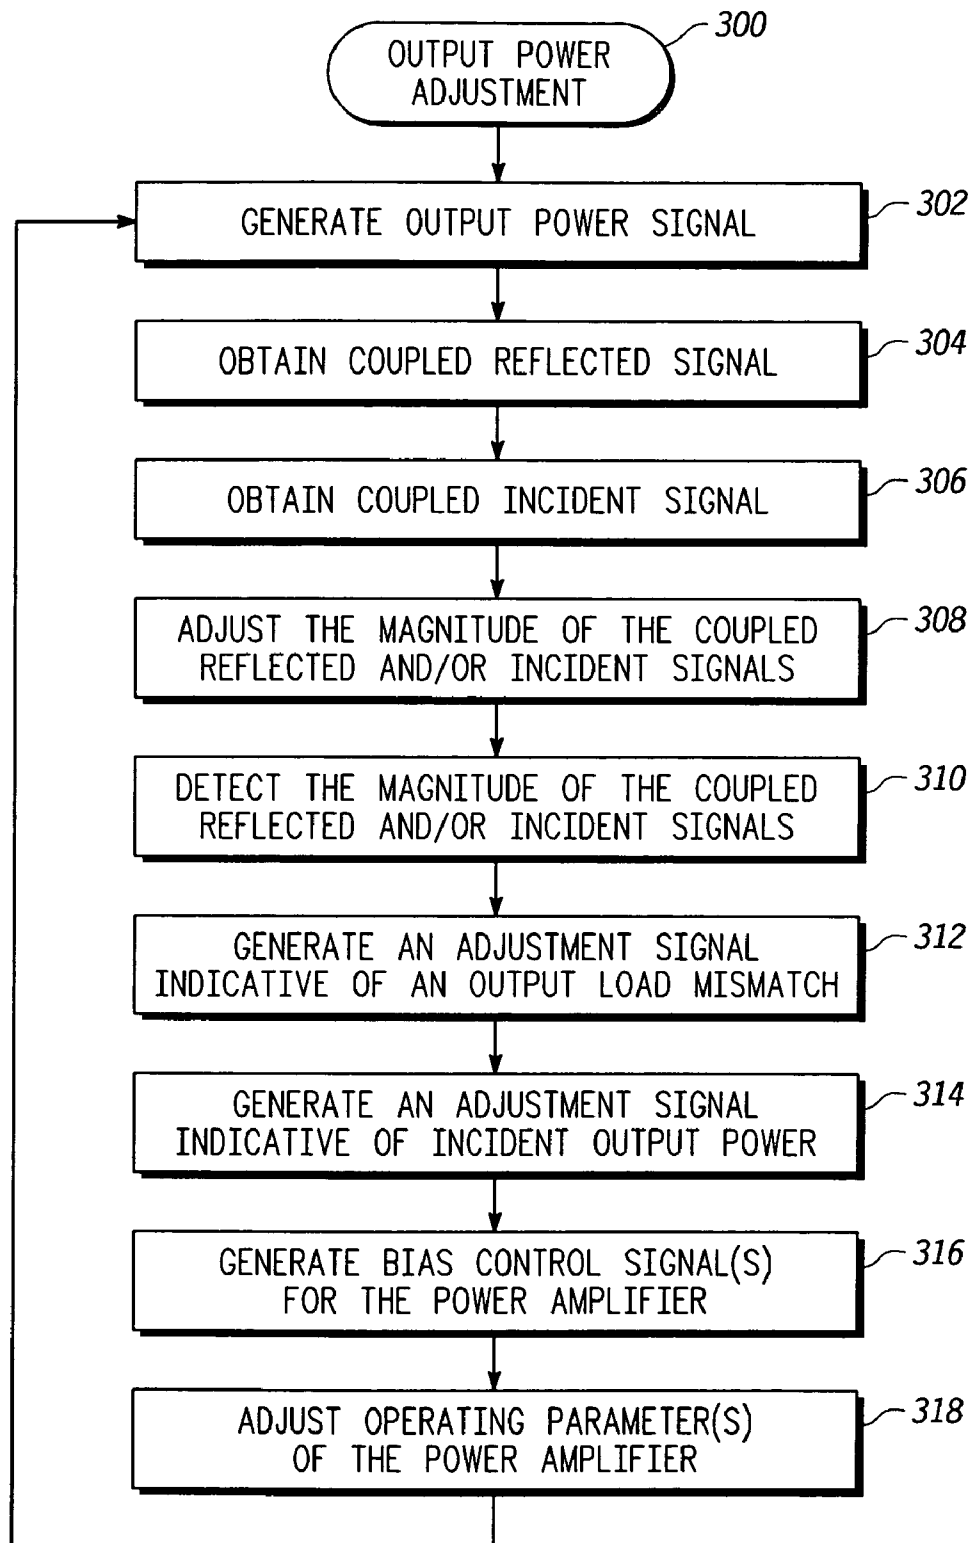 300
OUTPUT POWER
ADJUSTMENT
302
GENERATE OUTPUT POWER SIGNAL
304
OBTAIN COUPLED REFLECTED SIGNAL
306
OBTAIN COUPLED INCIDENT SIGNAL
308
ADJUST THE MAGNITUDE OF THE COUPLED
REFLECTED AND/OR INCIDENT SIGNALS
310
DETECT THE MAGNITUDE OF THE COUPLED
REFLECTED AND/OR INCIDENT SIGNALS
312
GENERATE AN ADJUSTMENT SIGNAL
INDICATIVE OF AN OUTPUT LOAD MISMATCH
314
GENERATE AN ADJUSTMENT SIGNAL
INDICATIVE OF INCIDENT OUTPUT POWER
316
GENERATE BIAS CONTROL SIGNAL(S)
FOR THE POWER AMPLIFIER
318
ADJUST OPERATING PARAMETER(S)
OF THE POWER AMPLIFIER